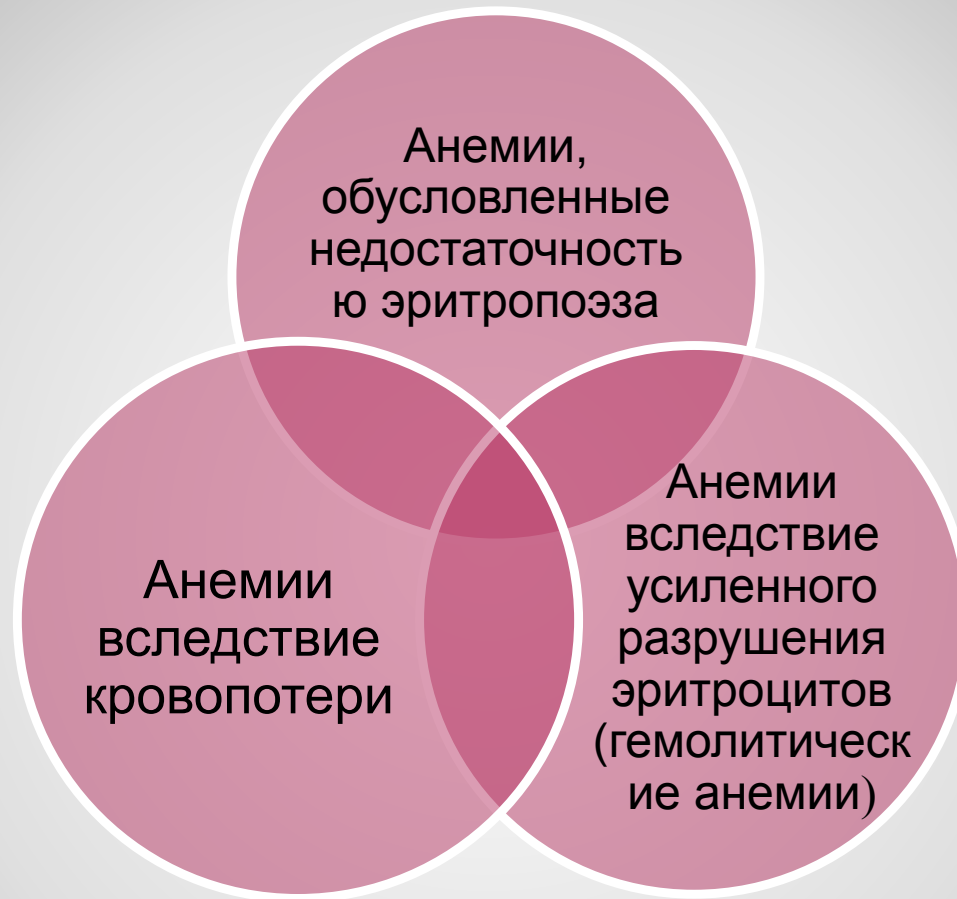 Анемии,
обусловленные
недостаточность
ю эритропоэза
Анемии
вследствие
кровопотери
Анемии
вследствие
усиленного
разрушения
эритроцитов
(гемолитическ
ие анемии)